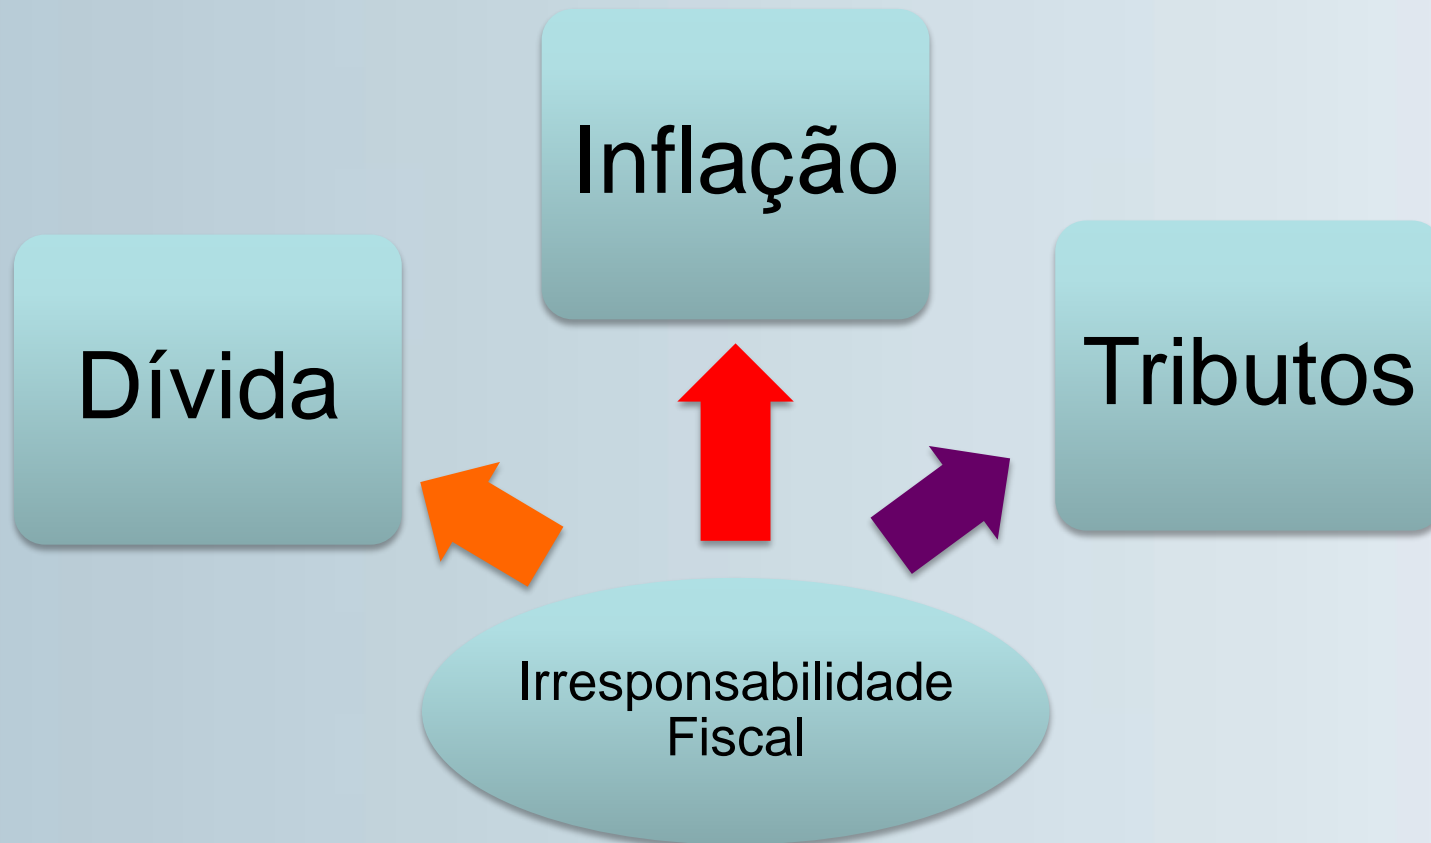 Inflação
Dívida
Tributos
Irresponsabilidade
Fiscal